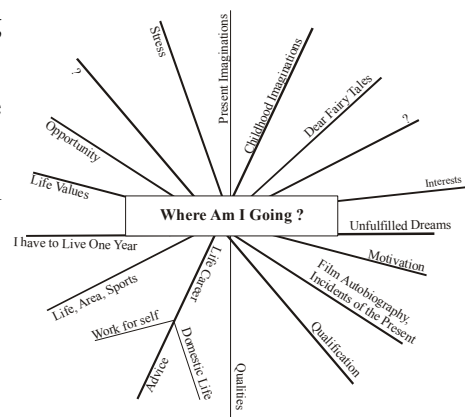 Stress
Present Imaginations
Childhood Imaginations
Dear Fairy Tales
?
?
Opportunity
Life Values
Interests
Where Am I Going ?
Unfulfilled Dreams
I have to Live One Year
Motivation
Life, Area, Sports
Life Career
Film Autobiography,
Incidents of the Present
Work for self
Domestic Life
Advice
Qualities
Qualification